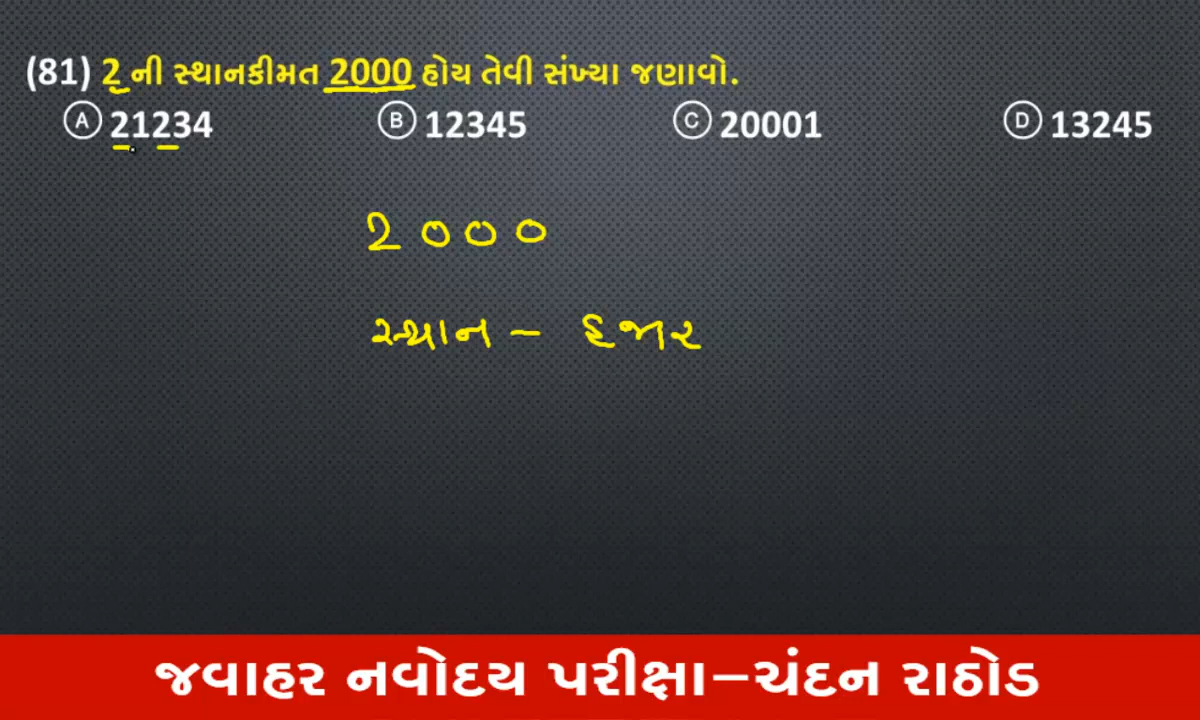 (81) 2 ની સ્થાનકીમત 2000 હોય તેવી સંખ્યા જણાવો.
A 21234 B 12345 C 20001 D 13245
2000
સ્થાન - હજાર
જવાહર નવોદય પરીક્ષા-ચંદન રાઠોડ